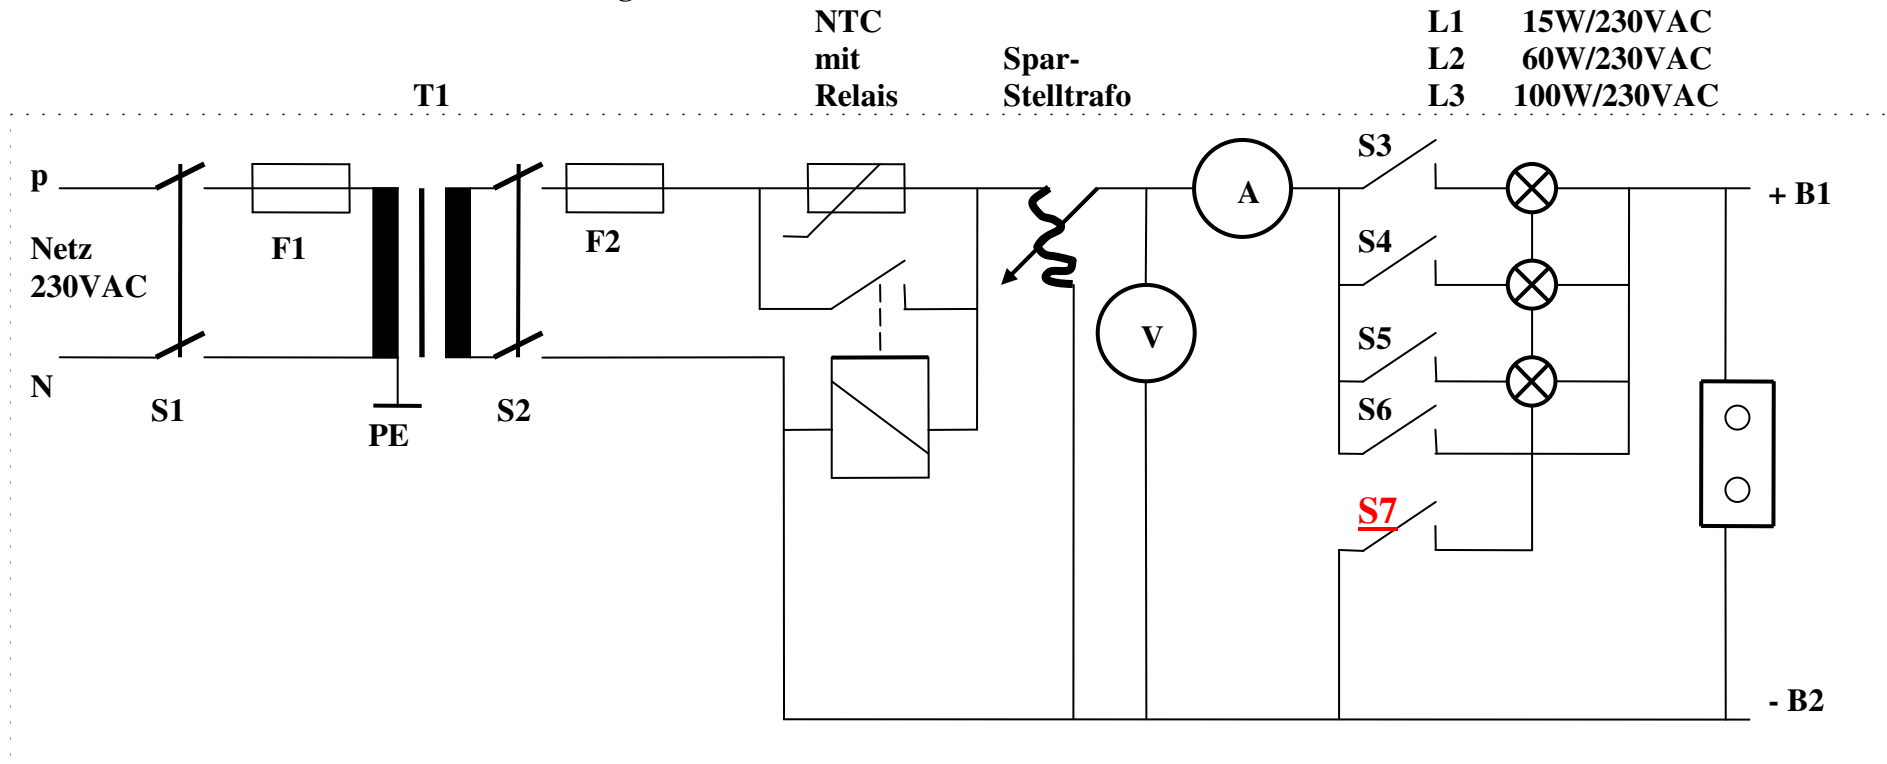 NTC
mit
Relais
Spar-
Stelltrafo
L1 15W/230VAC
L2 60W/230VAC
L3 100W/230VAC
T1
p
Netz
230VAC
N
F1
S1
PE
S2
F2
A
V
S3
S4
S5
S6
S7
+ B1
- B2